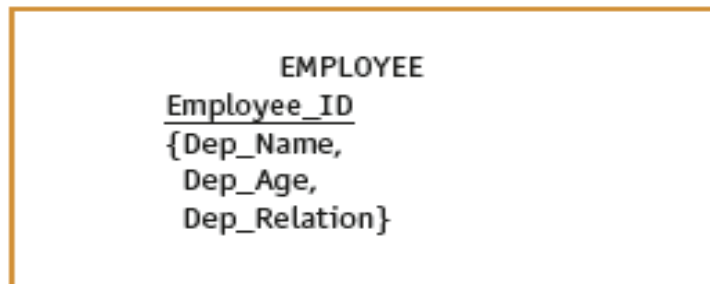 EMPLOYEE
Employee_ID
{Dep_Name,
Dep_Age,
Dep_Relation}